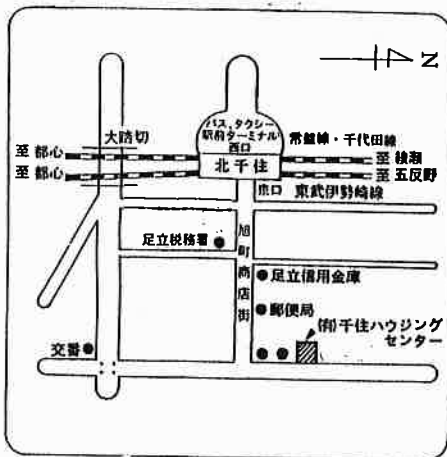 N
バス、タクシー
駅前ターミナル
西口
大踏切
常盤線・千代田線
至 都心
至 綾瀬
北千住
至 都心
至 五反野
東口 東武伊勢崎線
足立税務署
旭町商店街
足立信用金庫
郵便局
(有)千住ハウジング
センター
交番